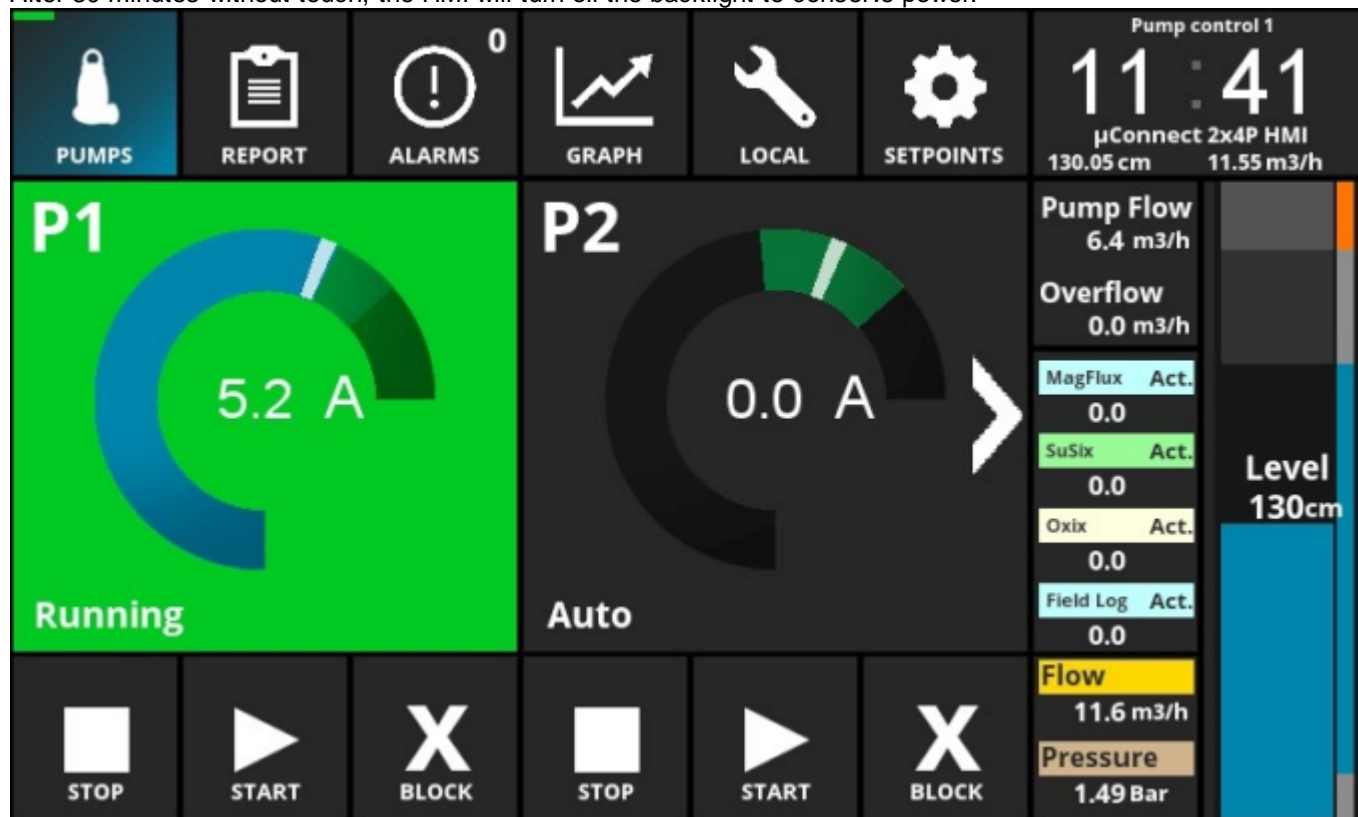 After 30 minutes without touch, the HMI will turn off the backlight to conserve power.
PUMPS
REPORT
0
ALARMS
GRAPH
LOCAL
SETPOINTS
Pump control 1
11 : 41
µConnect 2x4P HMI
130.05 cm 11.55 m3/h
P1
5.2 A
Running
P2
0.0 A
Auto
Pump Flow
6.4 m3/h
Overflow
0.0 m3/h
MagFlux Act.
0.0
SuSix Act.
0.0
Oxix Act.
0.0
Field Log Act.
0.0
Flow
11.6 m3/h
Pressure
1.49 Bar
Level
130cm
STOP
START
X
BLOCK
STOP
START
X
BLOCK